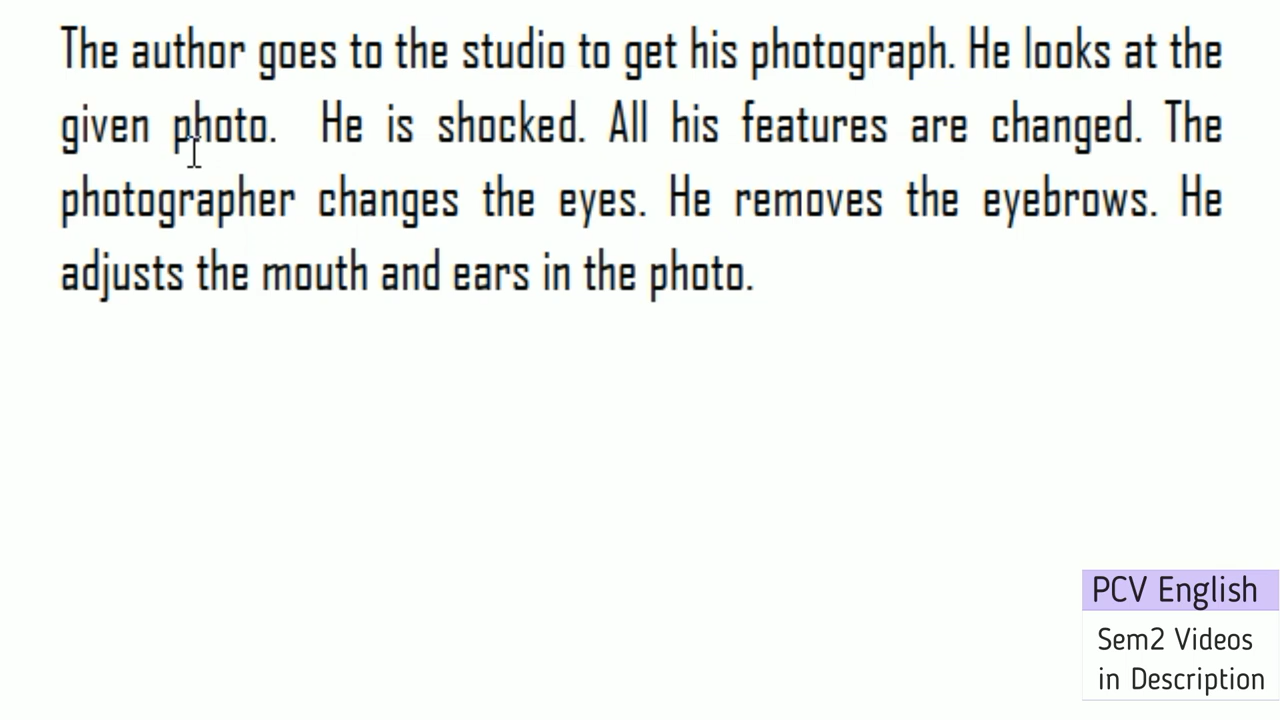 The author goes to the studio to get his photograph. He looks at the
given photo. He is shocked. All his features are changed. The
photographer changes the eyes. He removes the eyebrows. He
adjusts the mouth and ears in the photo.
PCV English
Sem2 Videos
in Description